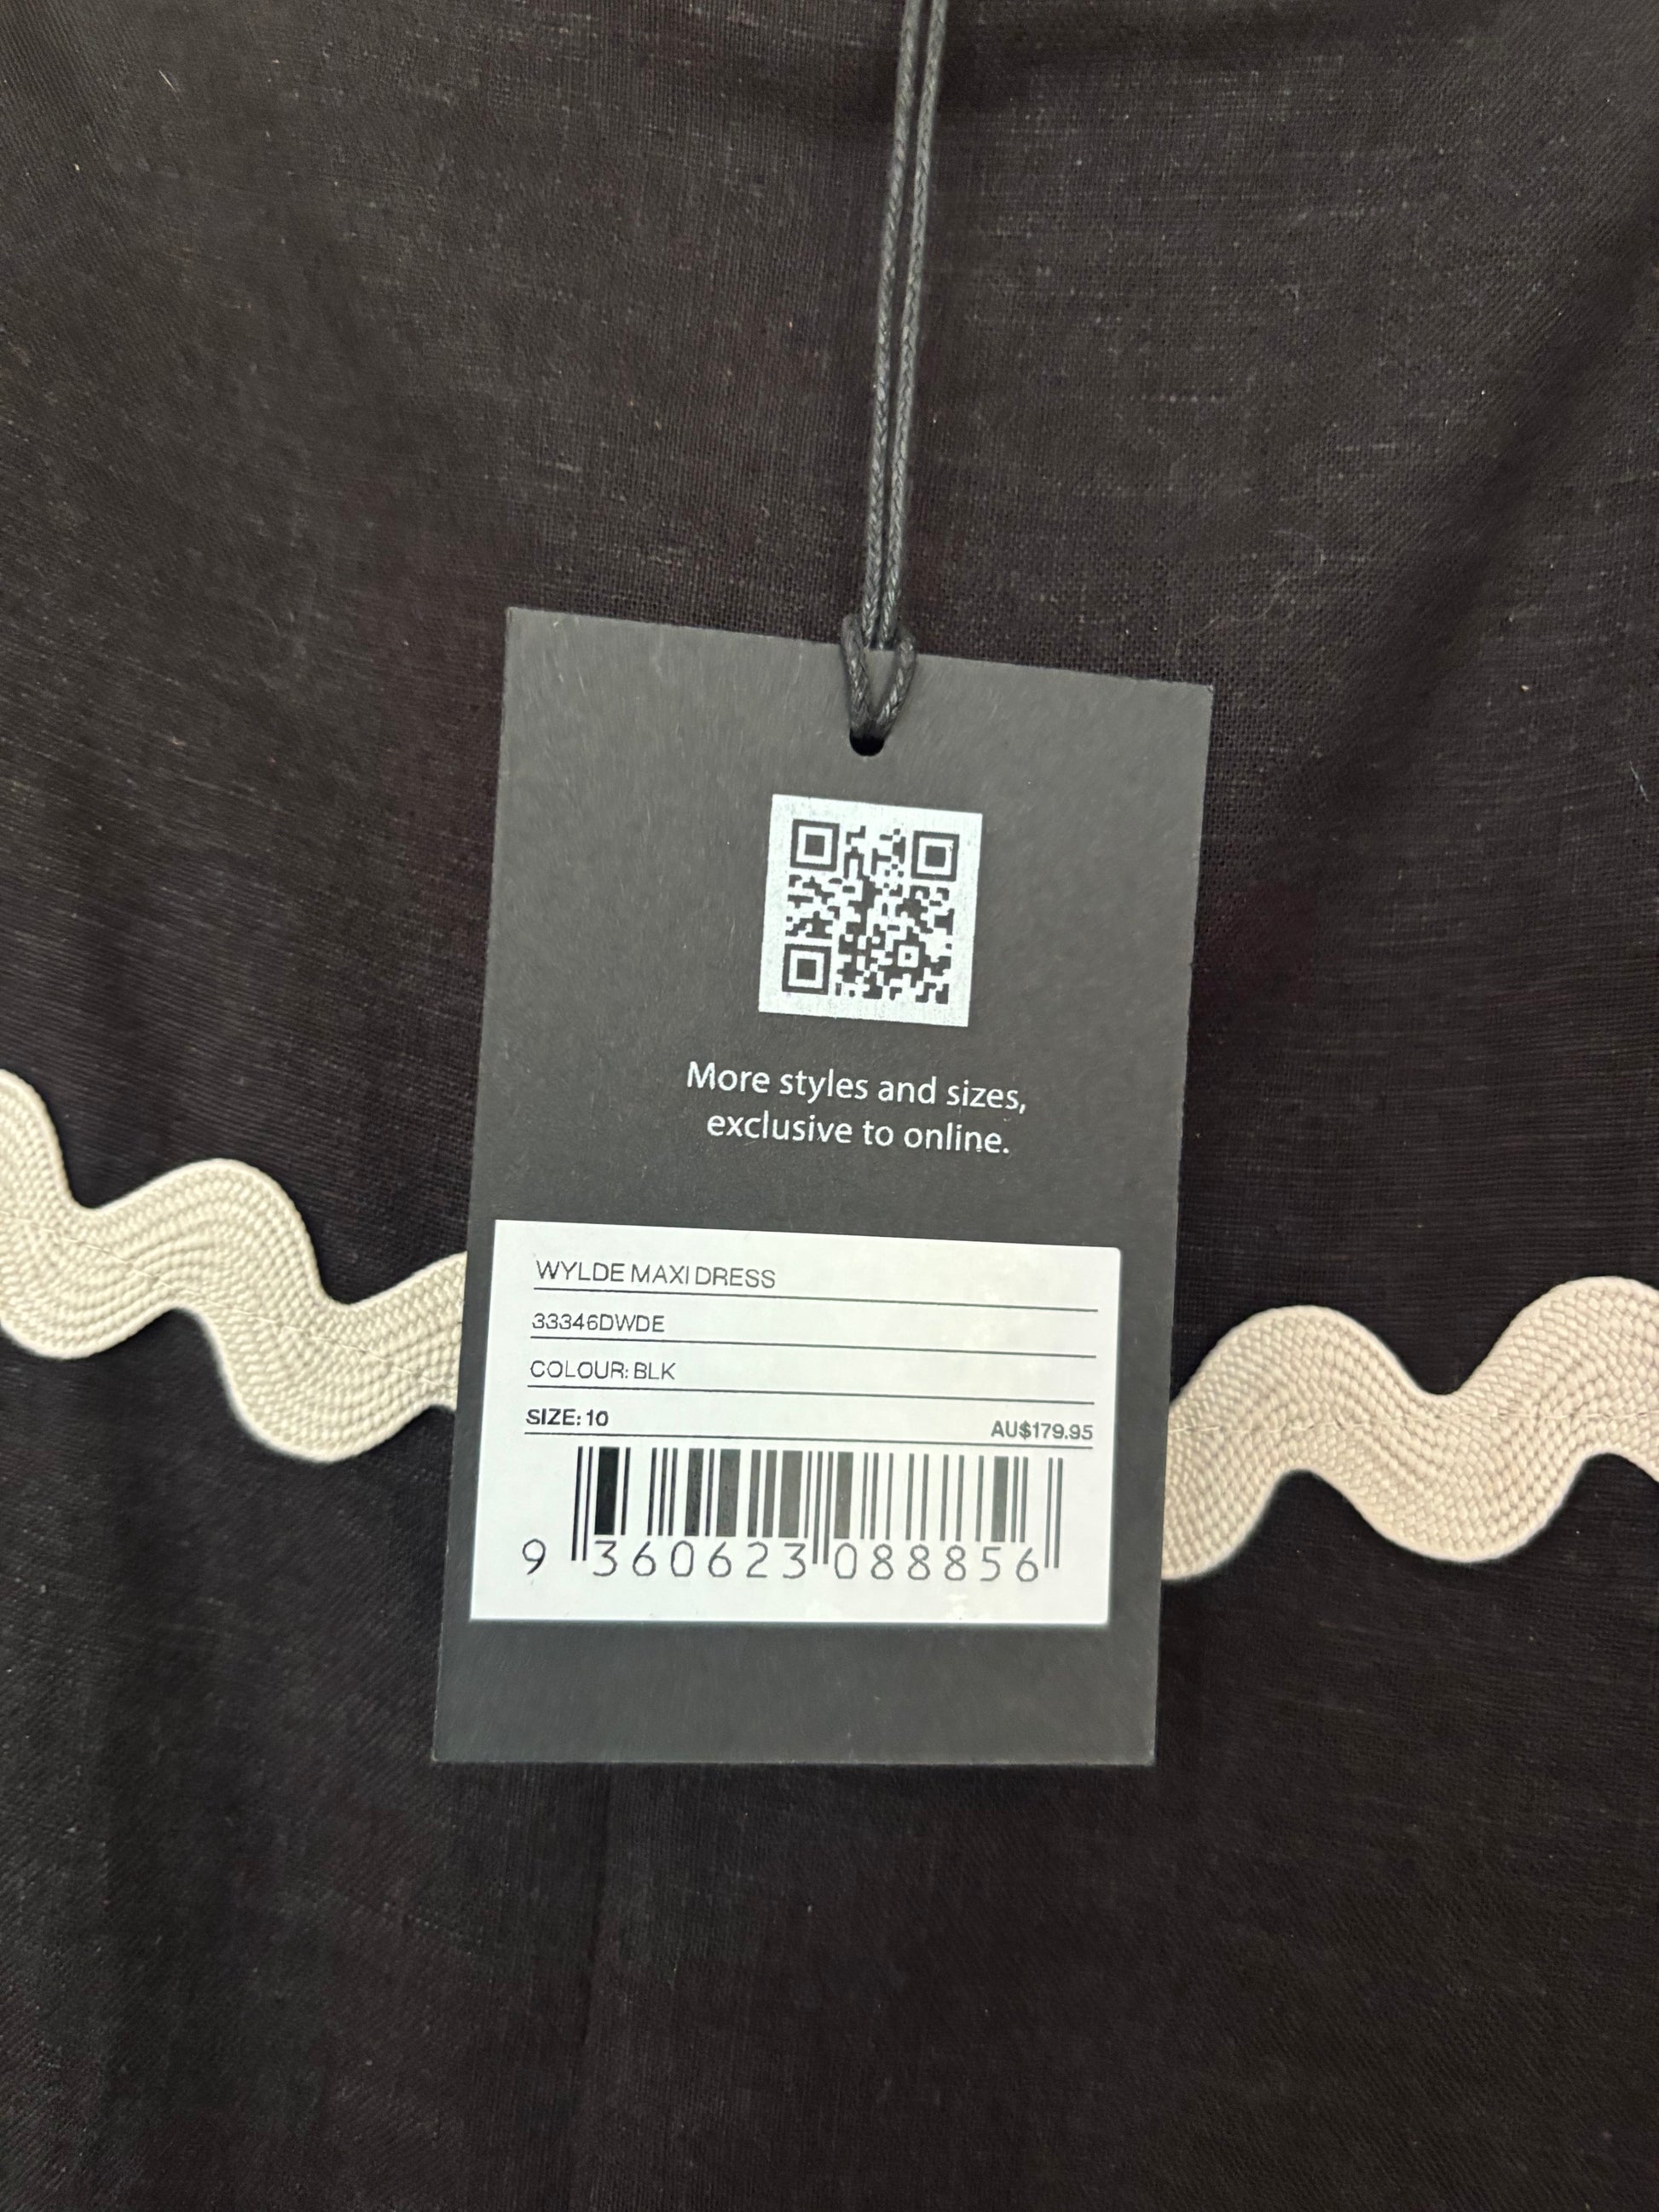 More styles and sizes,
exclusive to online.
WYLDE MAXI DRESS
33346DWDE
COLOUR: BLK
SIZE: 10 AU$179.95
9 360623 088856